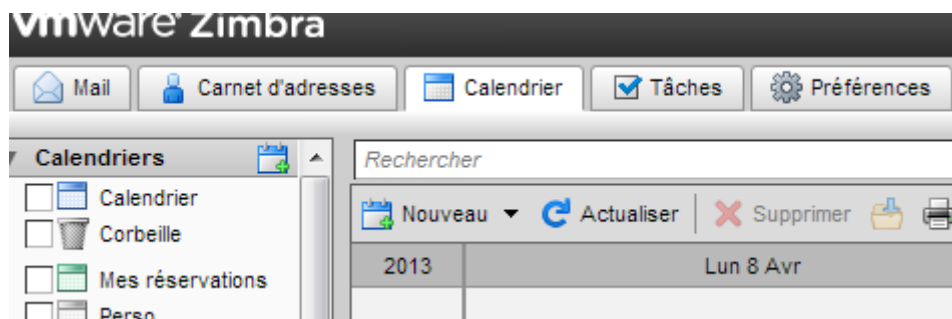 vmware Zimbra
Mail Carnet d'adresses Calendrier Tâches Préférences
Calendriers
Calendrier
Corbeille
Mes réservations
Perso
Rechercher
Nouveau Actualiser Supprimer
2013 Lun 8 Avr